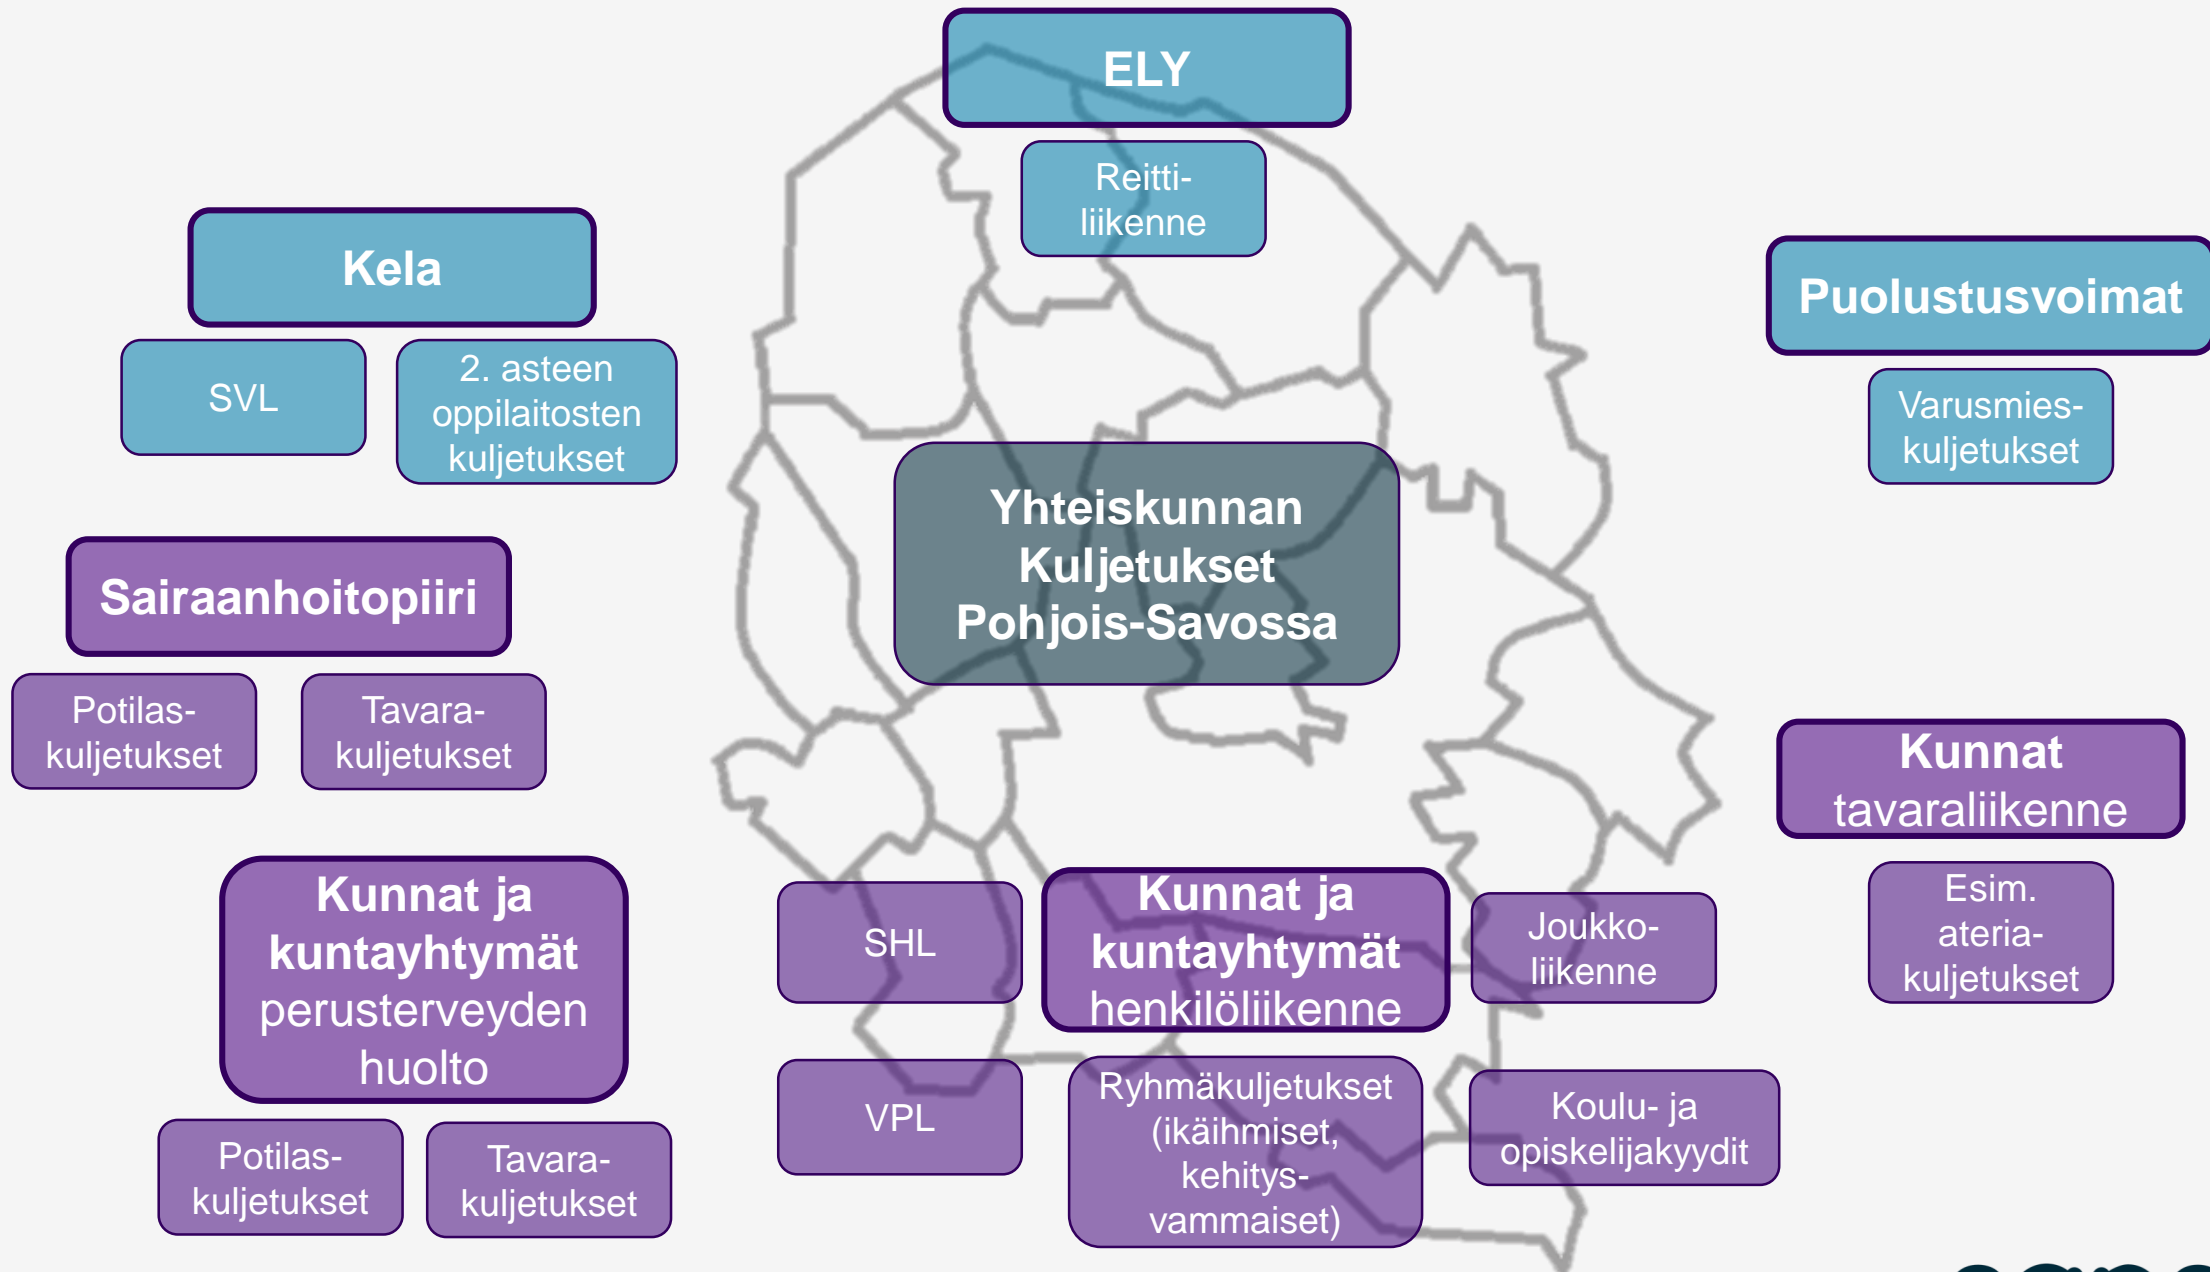 ELY
Reitti-
liikenne
Kela
SVL
2. asteen
oppilaitosten
kuljetukset
Puolustusvoimat
Varusmies-
kuljetukset
Yhteiskunnan
Kuljetukset
Pohjois-Savossa
Sairaanhoitopiiri
Potilas-
kuljetukset
Tavara-
kuljetukset
Kunnat
tavaraliikenne
Esim.
ateria-
kuljetukset
Kunnat ja
kuntayhtymät
perusterveyden
huolto
Potilas-
kuljetukset
Tavara-
kuljetukset
SHL
Kunnat ja
kuntayhtymät
henkilöliikenne
Joukko-
liikenne
VPL
Ryhmäkuljetukset
(ikäihmiset,
kehitys-
vammaiset)
Koulu- ja
opiskelijakyydit